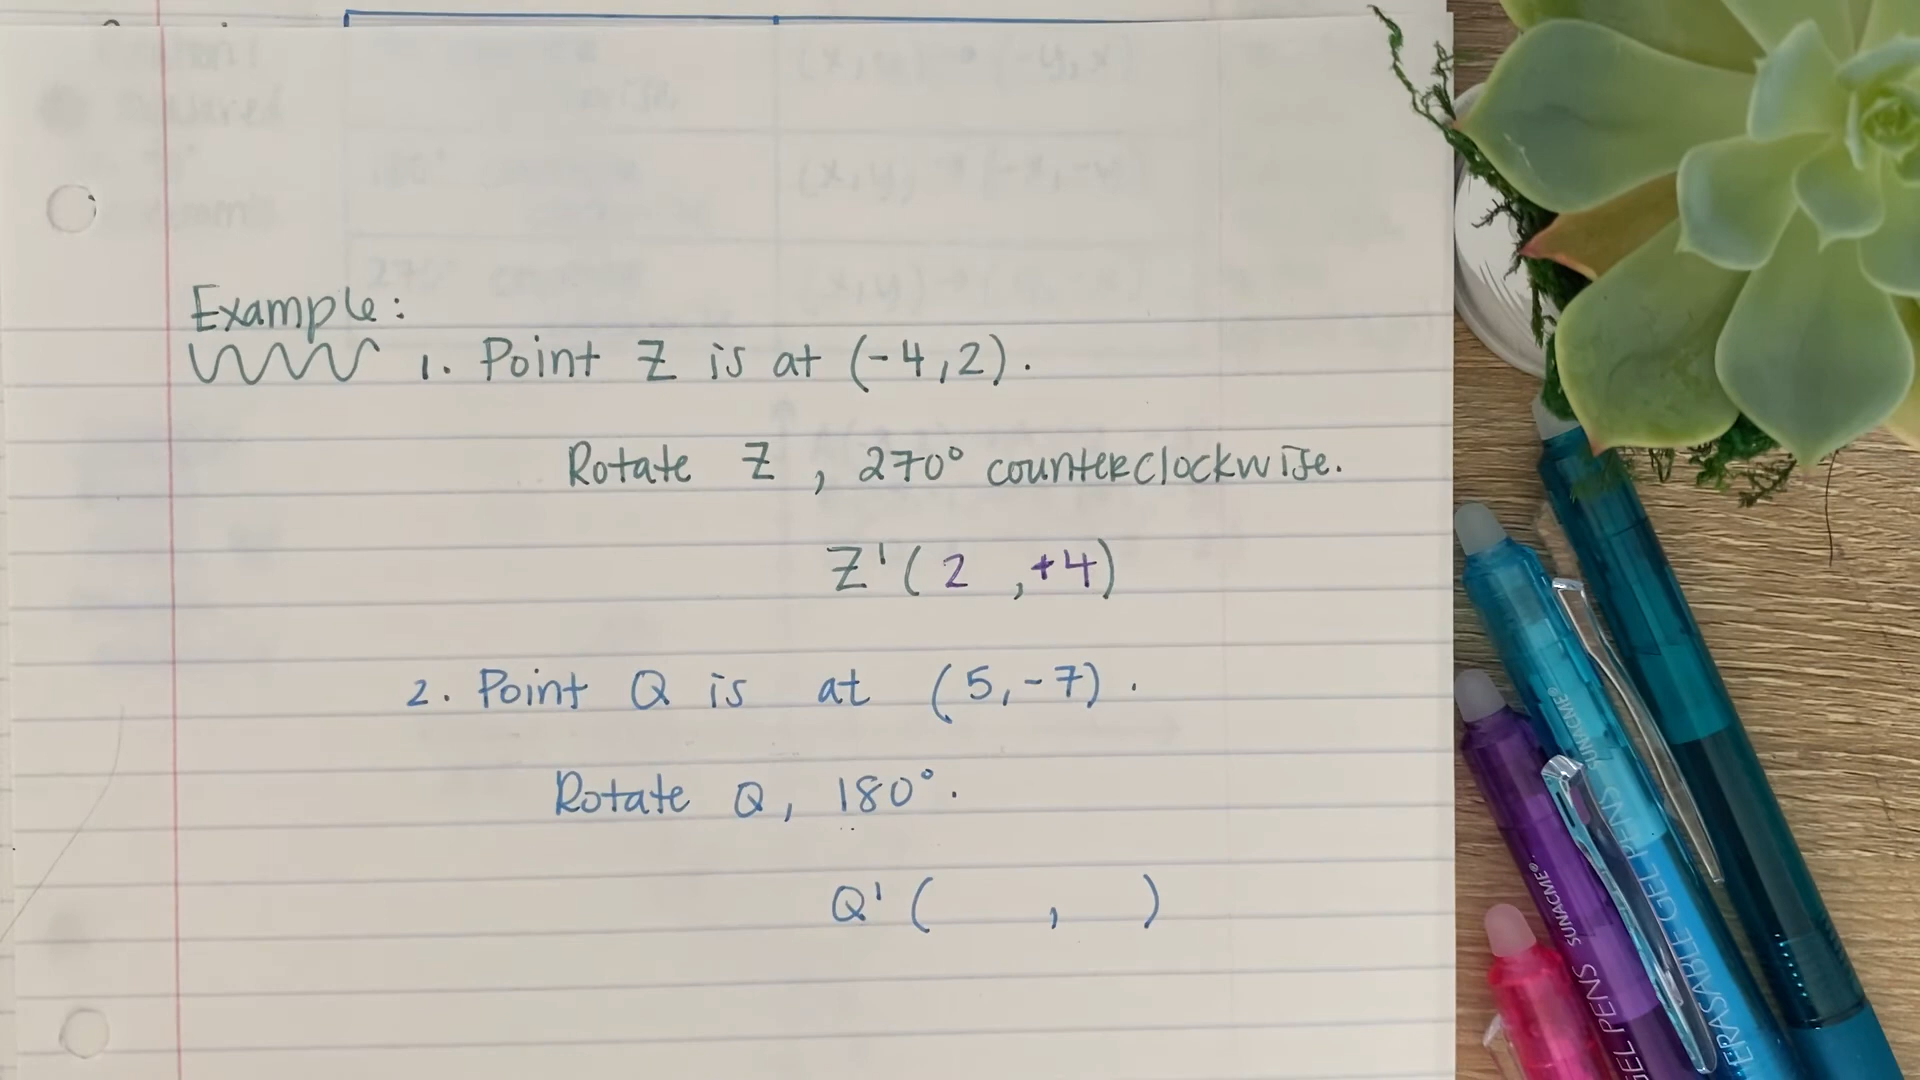 (x,y) → (-y,x)
(x,y) → (-x,-y)
270°
Example:
1. Point Z is at (-4,2).
Rotate Z, 270° counterclockwise.
Z'(2 ,+4)
2. Point Q is at (5,-7).
Rotate Q, 180°.
Q' ( , )
SUNACME® ERASABLE GEL PENS
SUNACME® GEL PENS